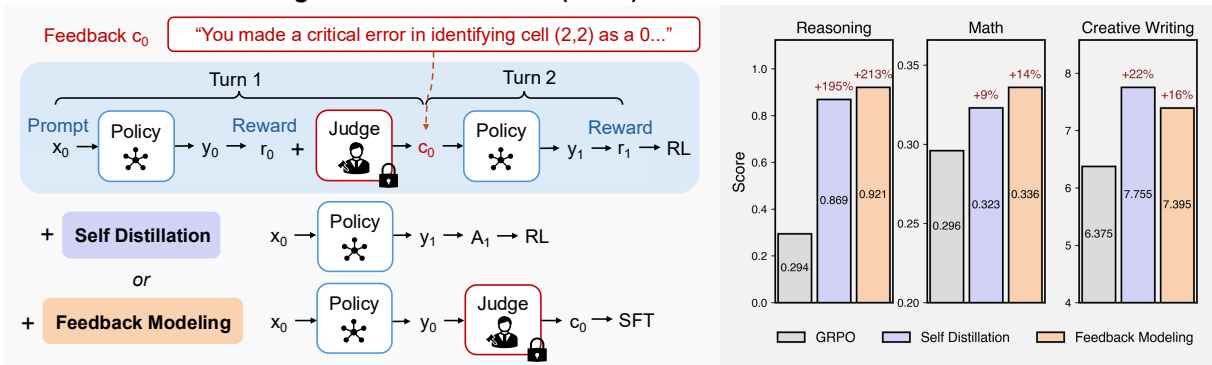 Feedback c0
“You made a critical error in identifying cell (2,2) as a 0...”
Turn 1
Turn 2
Prompt
x0
Policy
y0
Reward
r0
+
Judge
c0
Policy
y1
Reward
r1
RL
+ Self Distillation
x0
Policy
y1
A1
RL
or
+ Feedback Modeling
x0
Policy
y0
Judge
c0
SFT
Reasoning
Score
1.0
0.8
0.6
0.4
0.2
0.0
+195%
+213%
0.294
0.869
0.921
Math
0.35
0.30
0.25
0.20
+9%
+14%
0.296
0.323
0.336
Creative Writing
8
7
6
5
4
+22%
+16%
6.375
7.755
7.395
GRPO
Self Distillation
Feedback Modeling